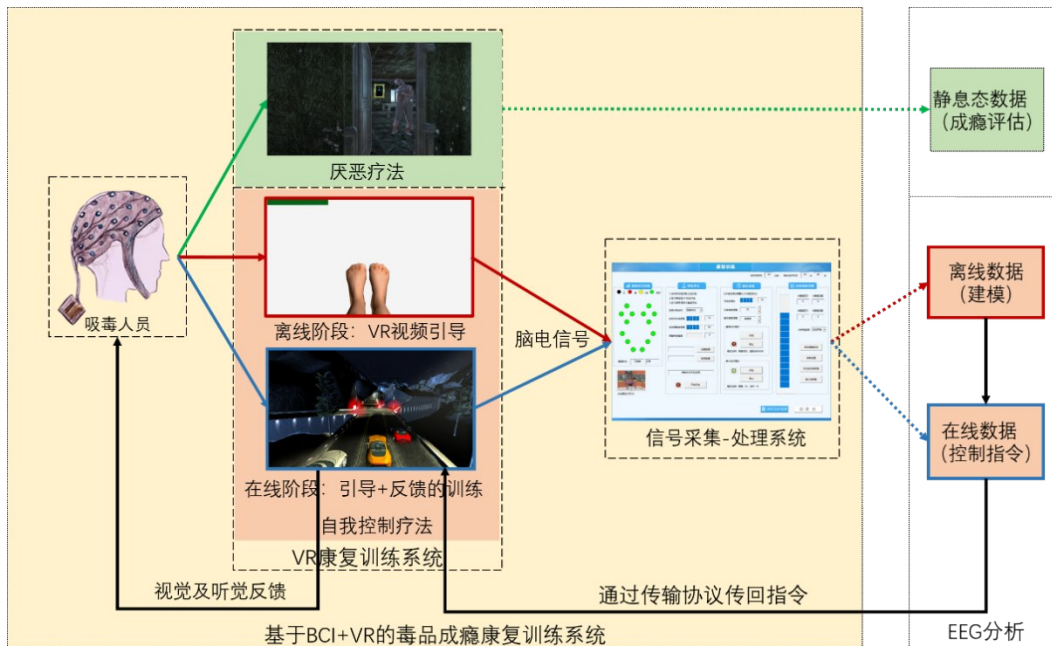 静息态数据
(成瘾评估)
厌恶疗法
吸毒人员
离线阶段：VR视频引导
脑电信号
离线数据
(建模)
信号采集-处理系统
在线数据
(控制指令)
在线阶段：引导+反馈的训练
自我控制疗法
VR康复训练系统
视觉及听觉反馈
通过传输协议传回指令
基于BCI+VR的毒品成瘾康复训练系统
EEG分析